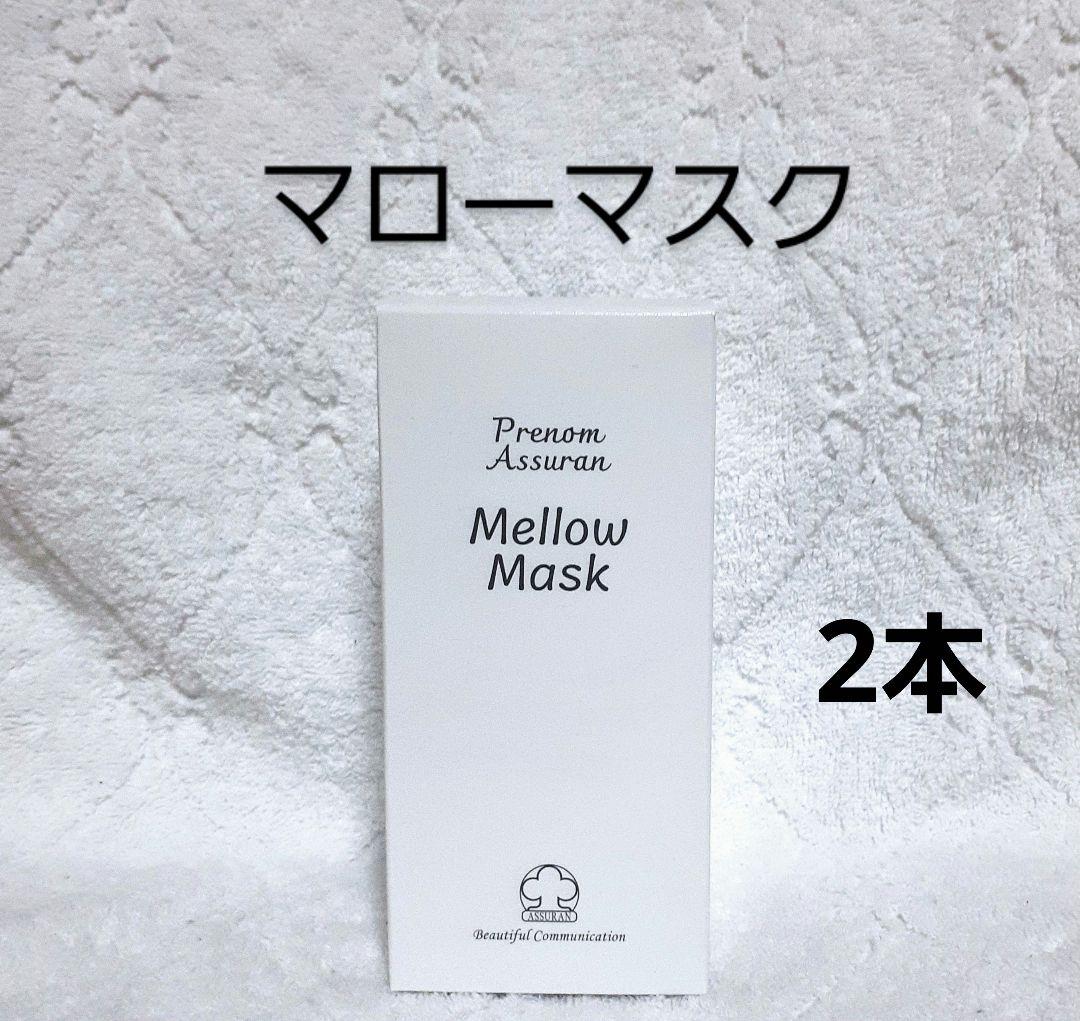 マローマスク
Prenom
Assuran
Mellow
Mask
2本
ASSURAN
Beautiful Communication